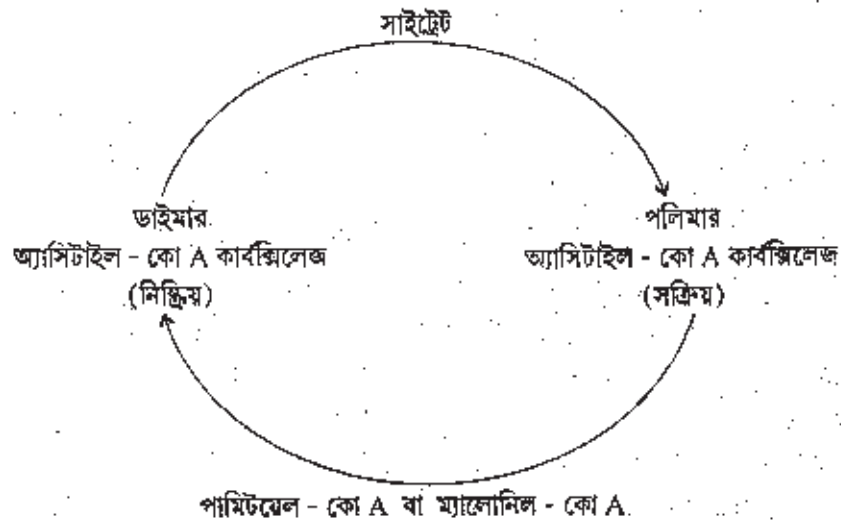 সাইট্রেট
ডাইমার
অ্যাসিটাইল - কো A কার্বক্সিলেজ
(নিষ্ক্রিয়)
পলিমার
অ্যাসিটাইল - কো A কার্বক্সিলেজ
(সক্রিয়)
পামিটয়েল - কো A বা ম্যালোনিল - কো A